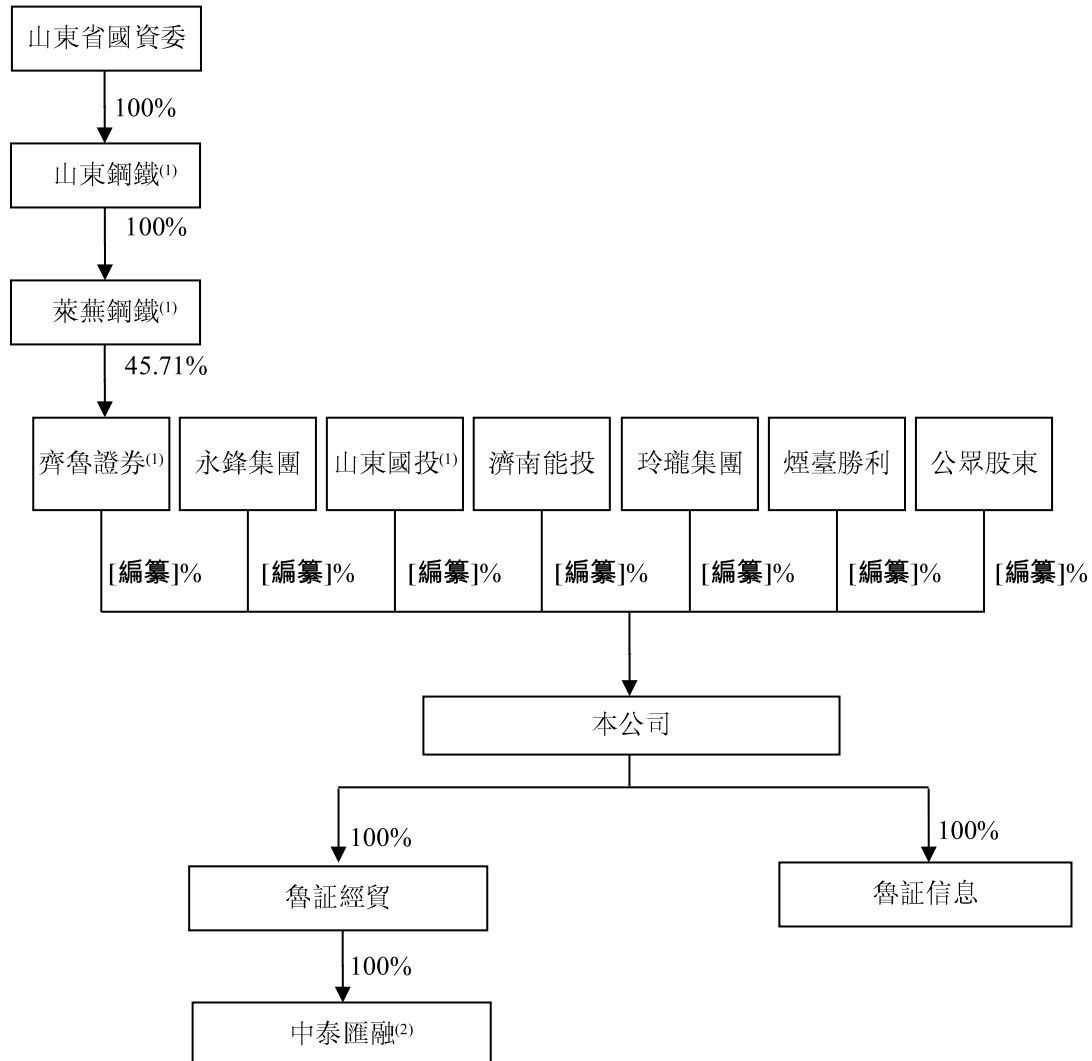 山東省國資委
100%
山東鋼鐵(1)
100%
萊蕪鋼鐵(1)
45.71%
齊魯證券(1)
永鋒集團
山東國投(1)
濟南能投
玲瓏集團
煙臺勝利
公眾股東
[編纂]%
[編纂]%
[編纂]%
[編纂]%
[編纂]%
[編纂]%
[編纂]%
本公司
100%
100%
魯証經貿
魯証信息
100%
中泰匯融(2)